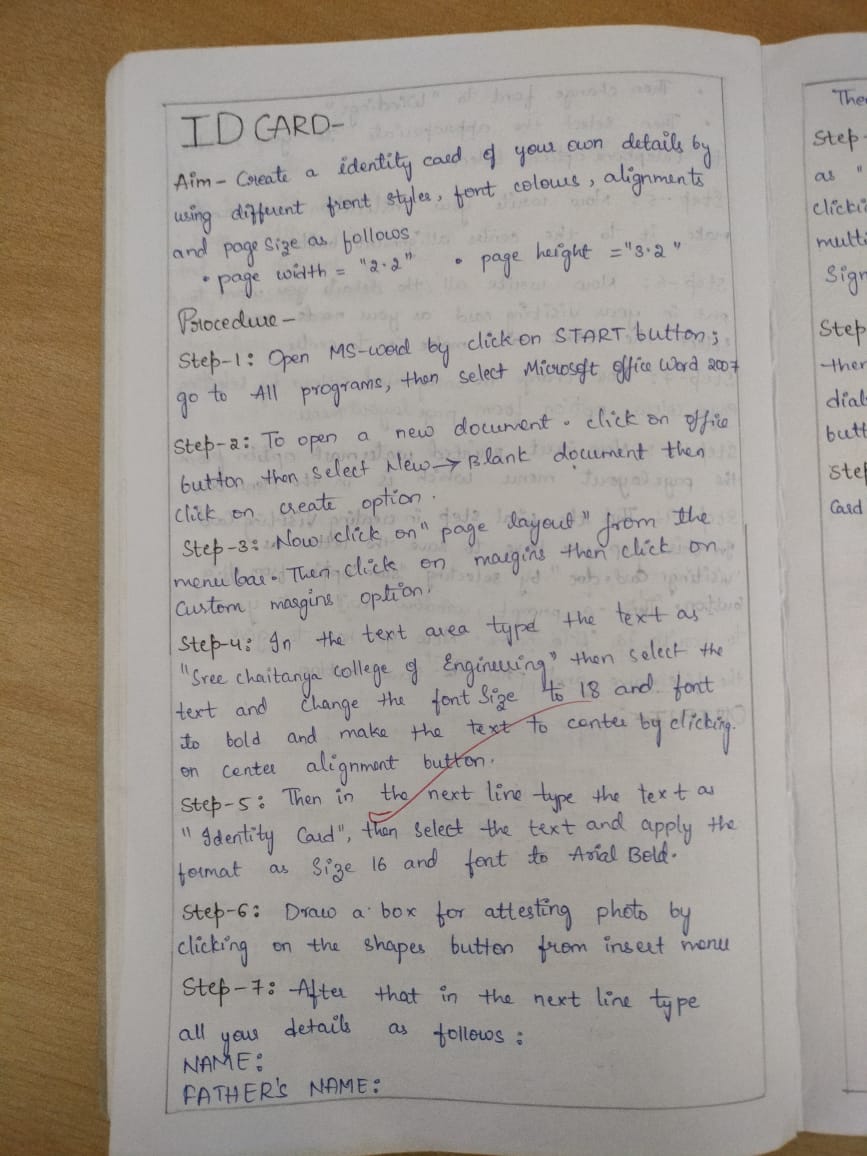 ID CARD-
Aim - Create a identity card of your own details by
using different front styles, font colours, alignments
and page size as follows.
• page width = "2.2" • page height = "3.2"
Procedure -
Step-1: Open MS-word by click on START button;
go to All programs, then select Microsoft office Word 2007
Step-2: To open a new document. click on office
button then select New → Blank document then
click on create option.
Step-3: Now click on "page layout" from the
menu bar. Then click on margins then click on
Custom margins option.
Step-4: In the text area type the text as
"Sree chaitanya college of Engineering" then select the
text and change the font size to 18 and font
to bold and make the text to center by clicking
on center alignment button.
Step-5: Then in the next line type the text as
"Identity Card", then select the text and apply the
format as size 16 and font to Arial Bold.
Step-6: Draw a box for attesting photo by
clicking on the shapes button from insert menu
Step-7: After that in the next line type
all your details as follows:
NAME:
FATHER'S NAME:
Step-
as "
Step
Step
Card